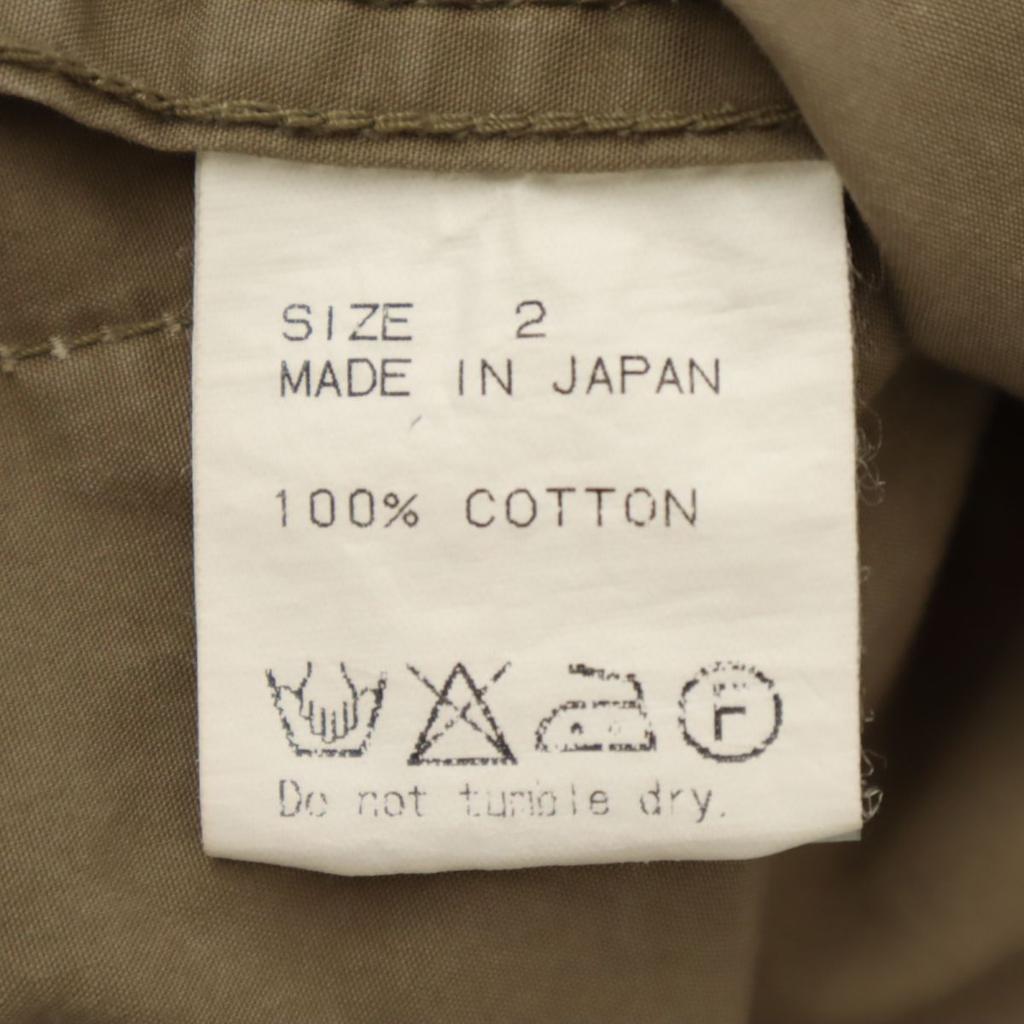 SIZE 2
MADE IN JAPAN
100% COTTON
F
Do not tumble dry.